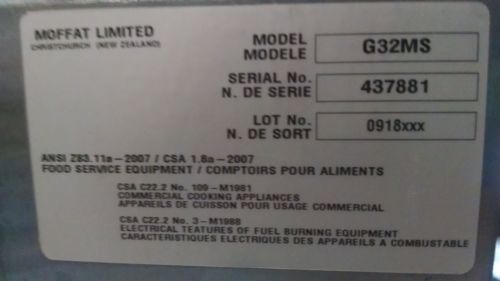 MOFFAT LIMITED
CHRISTCHURCH (NEW ZEALAND)
MODEL
MODELE
G32MS
SERIAL No.
N. DE SERIE
437881
LOT No.
N. DE SORT
0918xxx
ANSI Z83.11a-2007 / CSA 1.8a-2007
FOOD SERVICE EQUIPMENT / COMPTOIRS POUR ALIMENTS
CSA C22.2 No. 109-M1981
COMMERCIAL COOKING APPLIANCES
APPAREILS DE CUISSON POUR USAGE COMMERCIAL
CSA C22.2 No. 3-M1988
ELECTRICAL TEATURES OF FUEL BURNING EQUIPMENT
CARACTERISTIQUES ELECTRIQUES DES APPAREILS A COMBUSTABLE